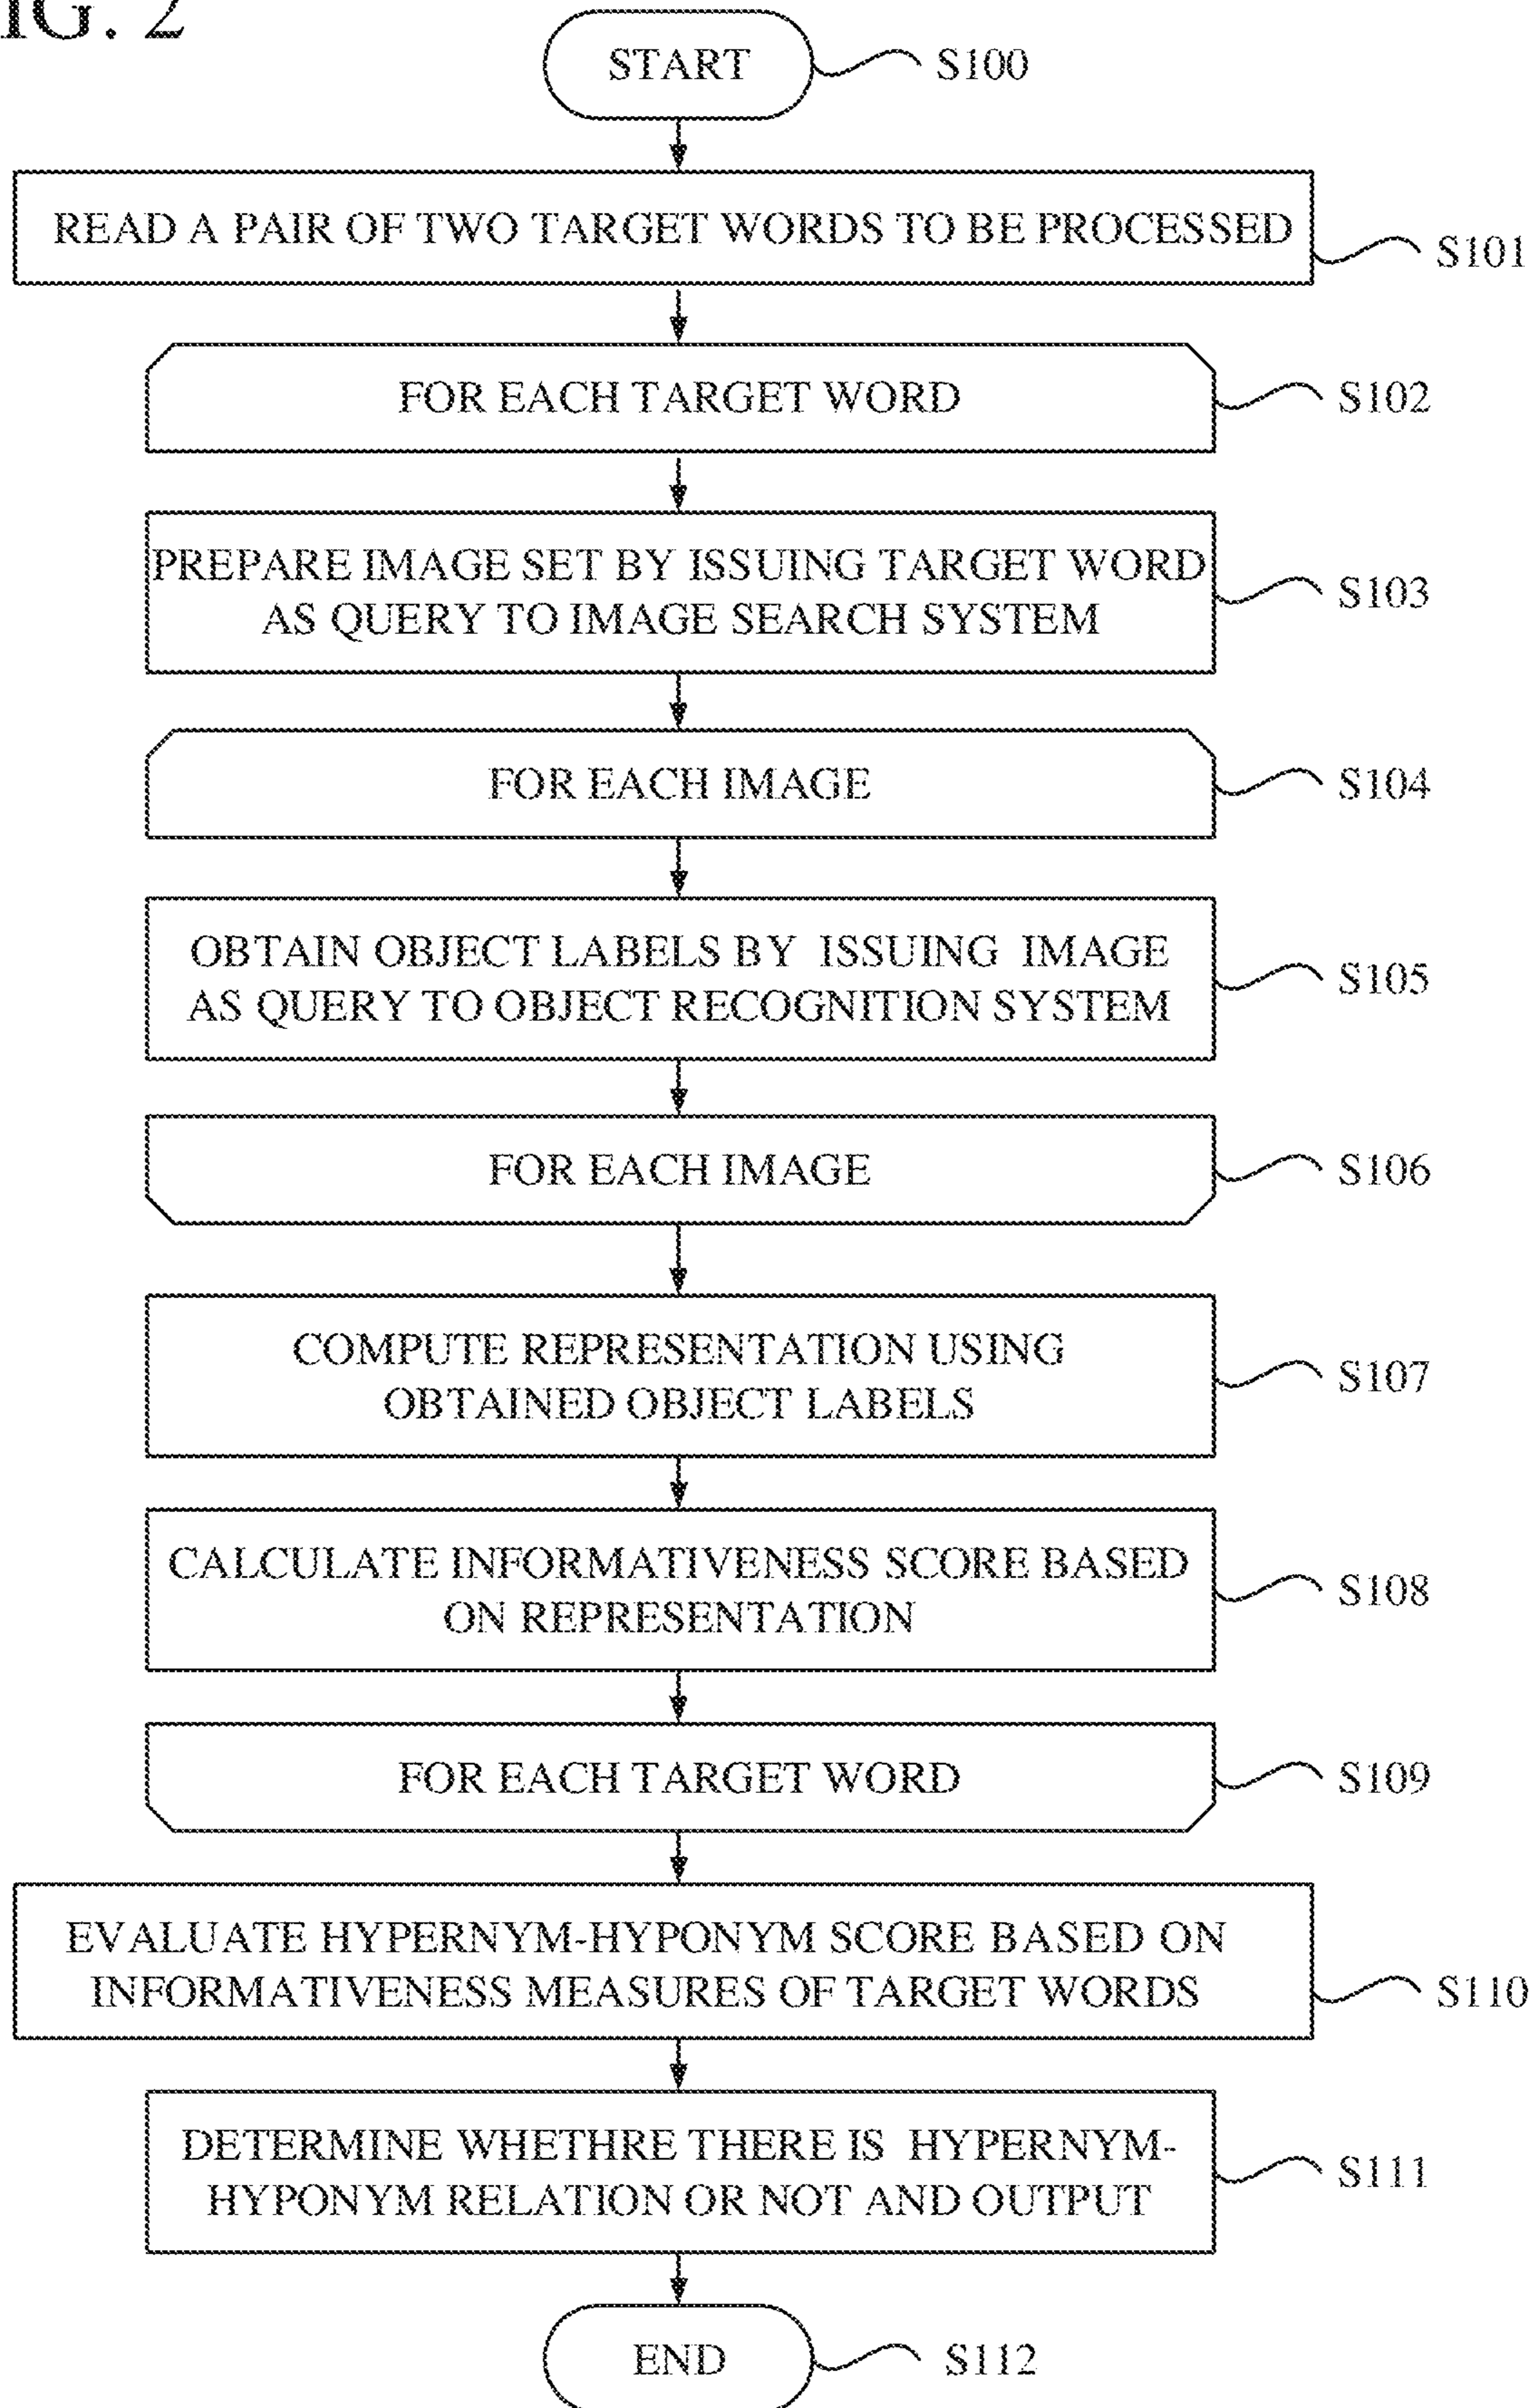 IG. 2
START
S100
READ A PAIR OF TWO TARGET WORDS TO BE PROCESSED
S101
FOR EACH TARGET WORD
S102
PREPARE IMAGE SET BY ISSUING TARGET WORD
AS QUERY TO IMAGE SEARCH SYSTEM
S103
FOR EACH IMAGE
S104
OBTAIN OBJECT LABELS BY ISSUING IMAGE
AS QUERY TO OBJECT RECOGNITION SYSTEM
S105
FOR EACH IMAGE
S106
COMPUTE REPRESENTATION USING
OBTAINED OBJECT LABELS
S107
CALCULATE INFORMATIVENESS SCORE BASED
ON REPRESENTATION
S108
FOR EACH TARGET WORD
S109
EVALUATE HYPERNYM-HYPONYM SCORE BASED ON
INFORMATIVENESS MEASURES OF TARGET WORDS
S110
DETERMINE WHETHRE THERE IS HYPERNYM-
HYPONYM RELATION OR NOT AND OUTPUT
S111
END
S112